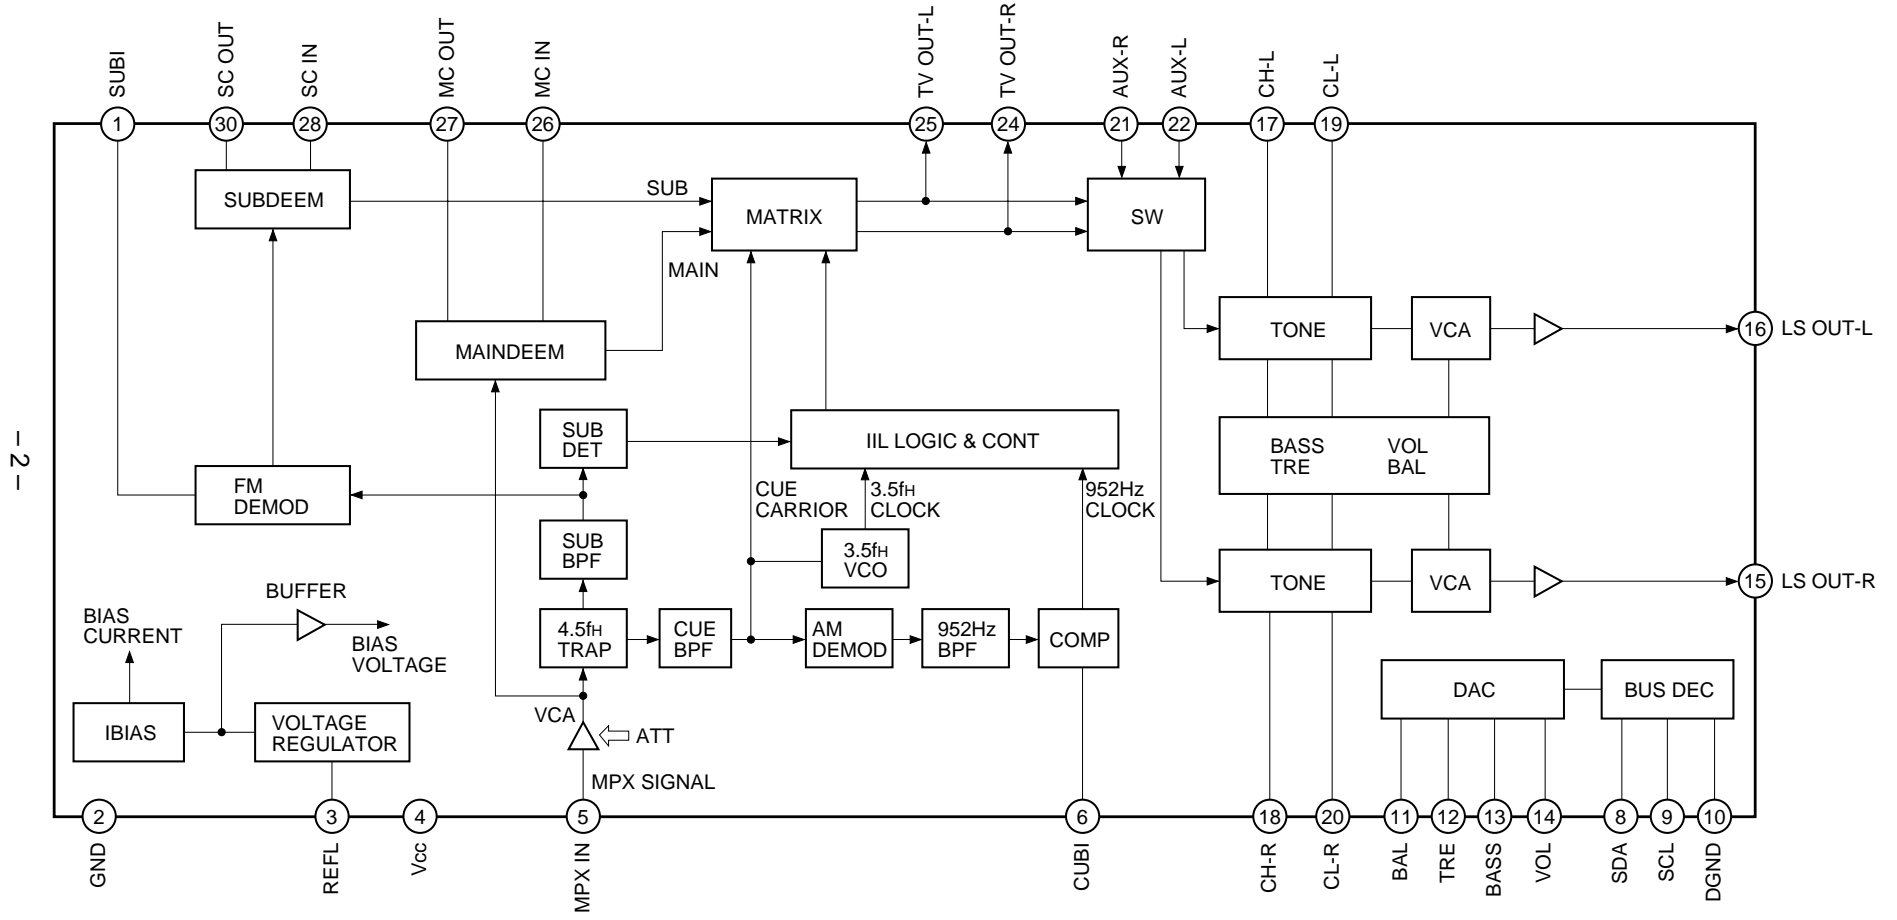 SUBI
SC OUT
SC IN
MC OUT
MC IN
TV OUT-L
TV OUT-R
AUX-R
AUX-L
CH-L
CL-L
1
30
28
27
26
25
24
21
22
17
19
SUBDEEM
SUB
MATRIX
SW
MAIN
MAINDEEM
TONE
VCA
16
LS OUT-L
SUB
DET
IIL LOGIC & CONT
BASS
TRE
VOL
BAL
– 2 –
FM
DEMOD
CUE
CARRIOR
3.5fH
CLOCK
952Hz
CLOCK
SUB
BPF
3.5fH
VCO
TONE
VCA
15
LS OUT-R
BUFFER
BIAS
CURRENT
BIAS
VOLTAGE
4.5fH
TRAP
CUE
BPF
AM
DEMOD
952Hz
BPF
COMP
DAC
BUS DEC
IBIAS
VOLTAGE
REGULATOR
VCA
ATT
MPX SIGNAL
2
3
4
5
6
18
20
11
12
13
14
8
9
10
GND
REFL
Vcc
MPX IN
CUBI
CH-R
CL-R
BAL
TRE
BASS
VOL
SDA
SCL
DGND